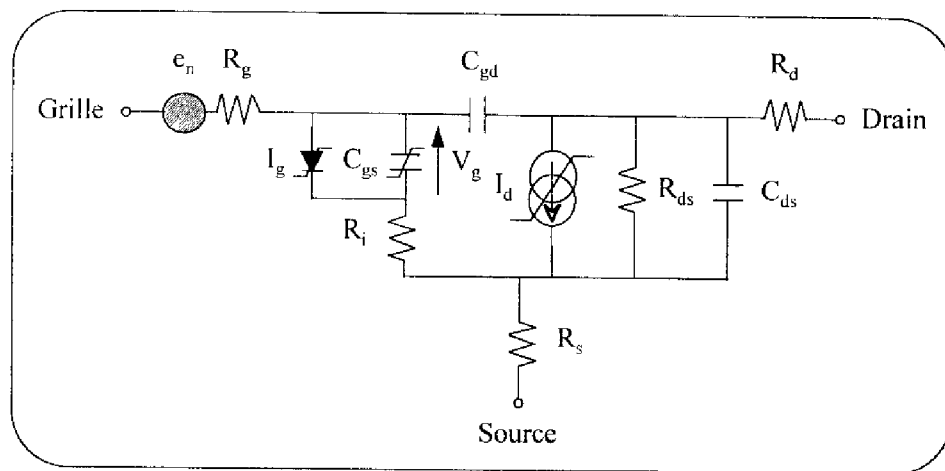 e_n R_g C_gd R_d
Grille Drain
I_g C_gs V_g I_d R_ds C_ds
R_i
R_s
Source